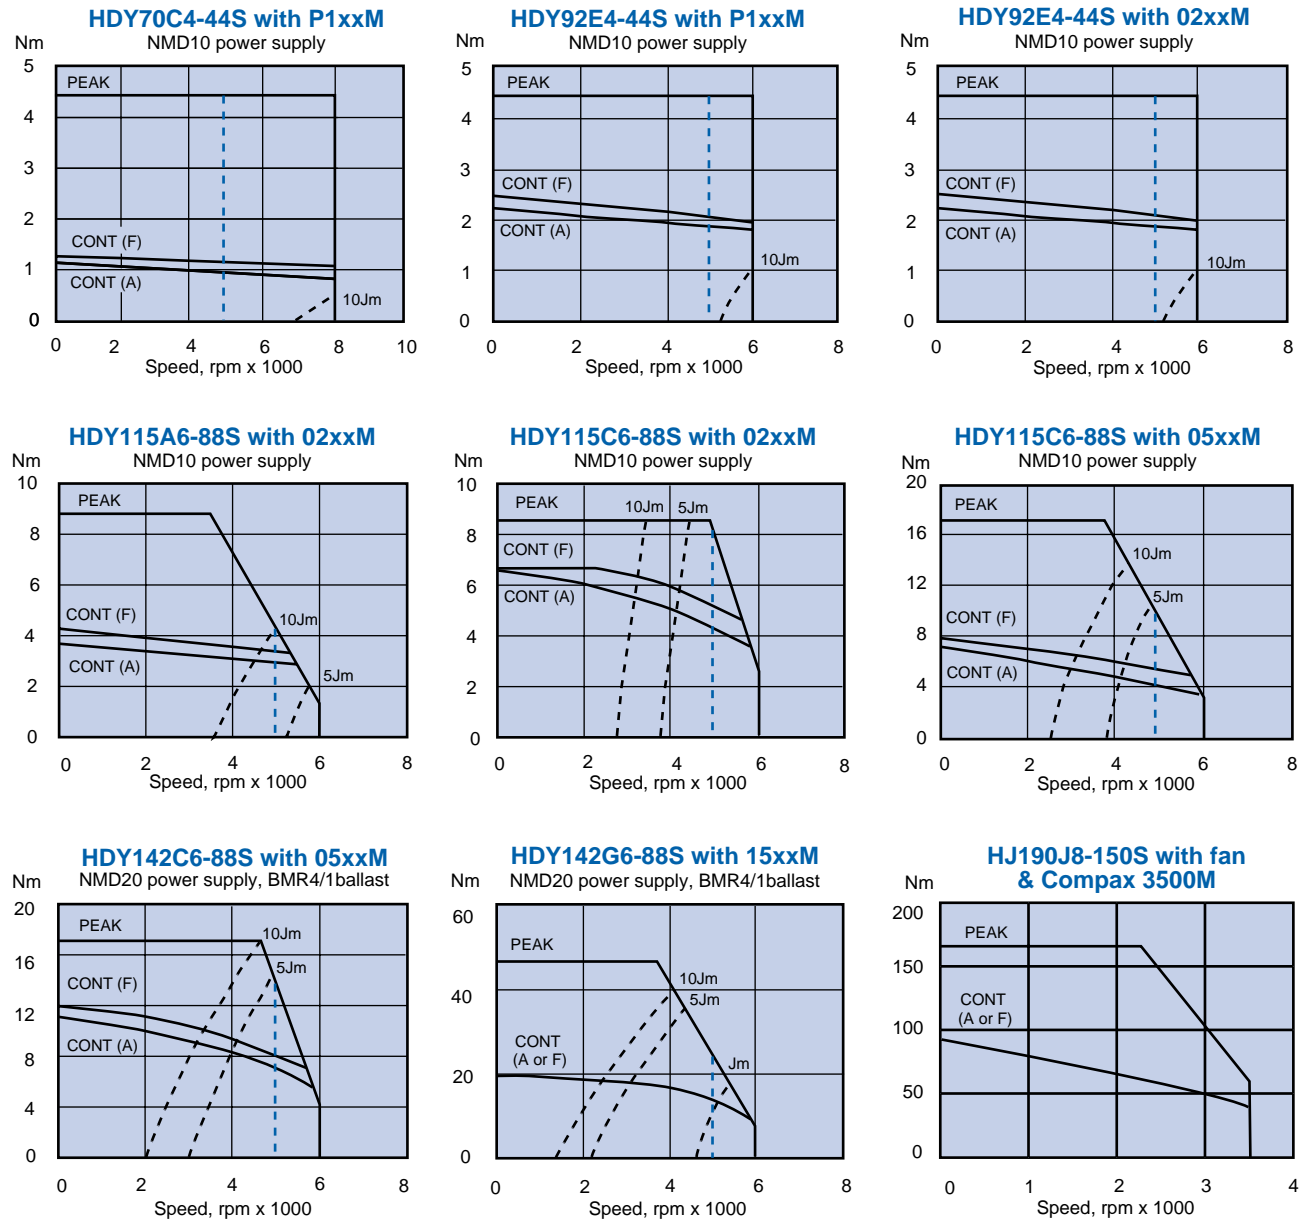 HDY70C4-44S with P1xxM
NMD10 power supply
Nm
5
4
3
2
1
0
PEAK
CONT (F)
CONT (A)
10Jm
0 2 4 6 8 10
Speed, rpm x 1000
HDY92E4-44S with P1xxM
NMD10 power supply
5
4
3
2
1
0
PEAK
CONT (F)
CONT (A)
10Jm
0 2 4 6 8
Speed, rpm x 1000
HDY92E4-44S with 02xxM
NMD10 power supply
5
4
3
2
1
0
PEAK
CONT (F)
CONT (A)
10Jm
0 2 4 6 8
Speed, rpm x 1000
HDY115A6-88S with 02xxM
NMD10 power supply
Nm
10
8
6
4
2
0
PEAK
CONT (F)
CONT (A)
10Jm
5Jm
0 2 4 6 8
Speed, rpm x 1000
HDY115C6-88S with 02xxM
NMD10 power supply
Nm
10
8
6
4
2
0
PEAK
10Jm 5Jm
CONT (F)
CONT (A)
0 2 4 6 8
Speed, rpm x 1000
HDY115C6-88S with 05xxM
NMD10 power supply
Nm
20
16
12
8
4
0
PEAK
10Jm
5Jm
CONT (F)
CONT (A)
0 2 4 6 8
Speed, rpm x 1000
HDY142C6-88S with 05xxM
NMD20 power supply, BMR4/1ballast
Nm
20
16
12
8
4
0
PEAK
10Jm
5Jm
CONT (F)
CONT (A)
0 2 4 6 8
Speed, rpm x 1000
HDY142G6-88S with 15xxM
NMD20 power supply, BMR4/1ballast
Nm
60
40
20
0
PEAK
10Jm
5Jm
CONT
(A or F)
Jm
0 2 4 6 8
Speed, rpm x 1000
HJ190J8-150S with fan
& Compax 3500M
Nm
200
150
100
50
0
PEAK
CONT
(A or F)
0 1 2 3 4
Speed, rpm x 1000